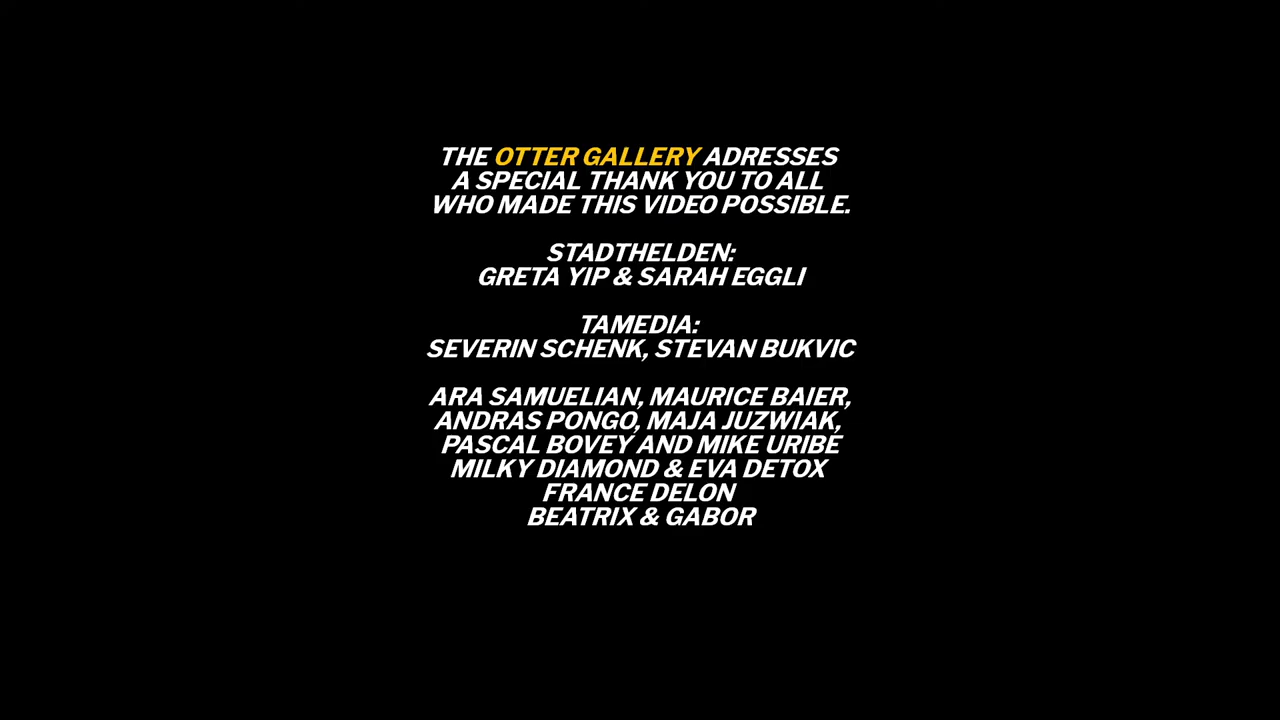 THE OTTER GALLERY ADRESSES
A SPECIAL THANK YOU TO ALL
WHO MADE THIS VIDEO POSSIBLE.
STADTHELDEN:
GRETA YIP & SARAH EGGLI
TAMEDIA:
SEVERIN SCHENK, STEVAN BUKVIC
ARA SAMUELIAN, MAURICE BAIER,
ANDRAS PONGO, MAJA JUZWIAK,
PASCAL BOVEY AND MIKE URIBE
MILKY DIAMOND & EVA DETOX
FRANCE DELON
BEATRIX & GABOR